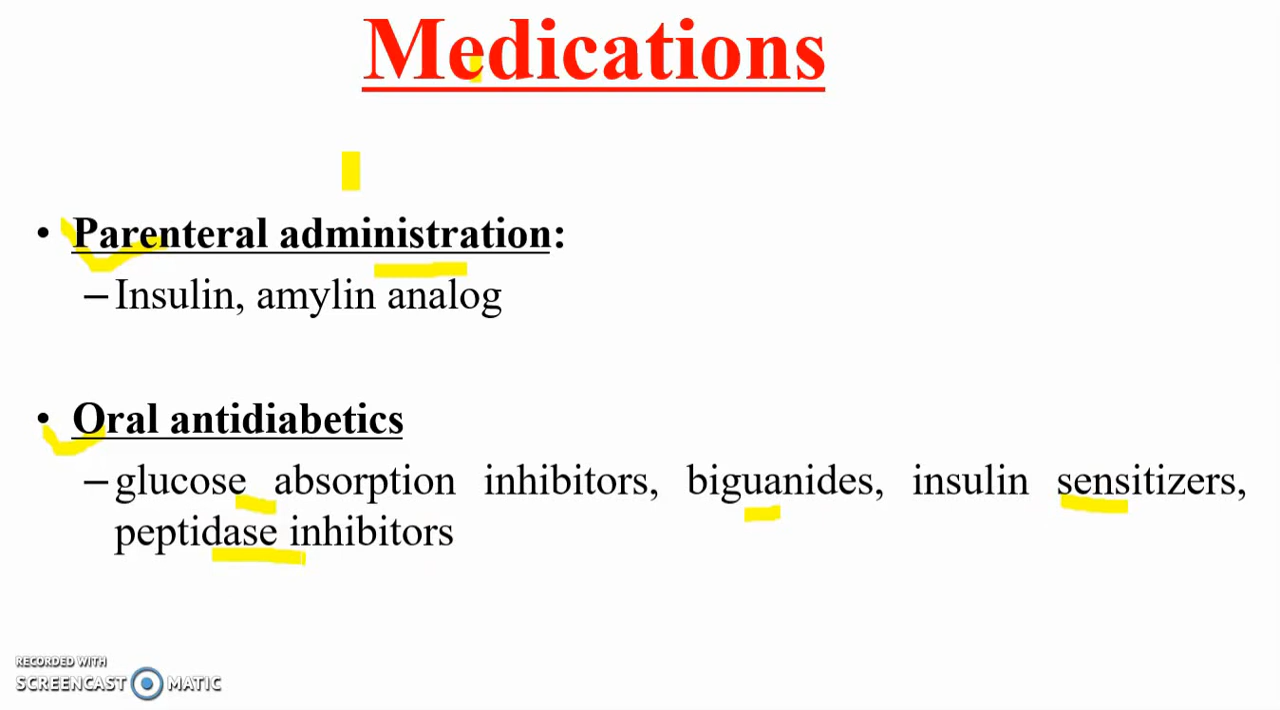 Medications
• Parenteral administration:
– Insulin, amylin analog
• Oral antidiabetics
– glucose absorption inhibitors, biguanides, insulin sensitizers,
peptidase inhibitors
RECORDED WITH
SCREENCAST MATIC